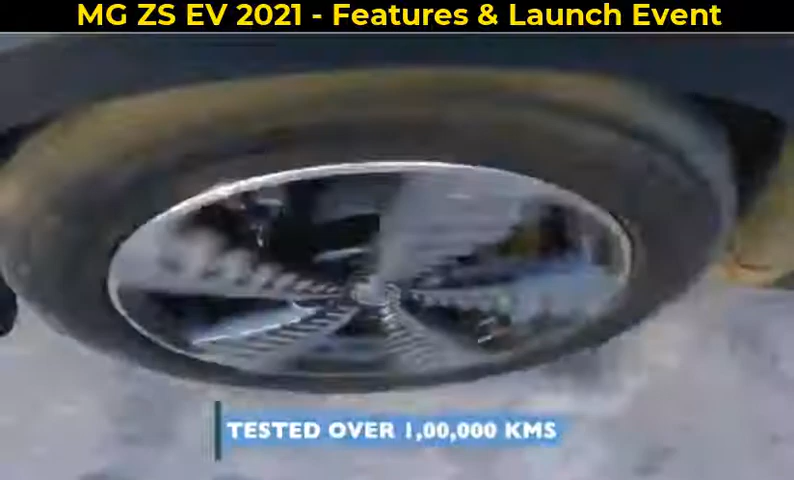 MG ZS EV 2021 - Features & Launch Event
TESTED OVER 1,00,000 KMS